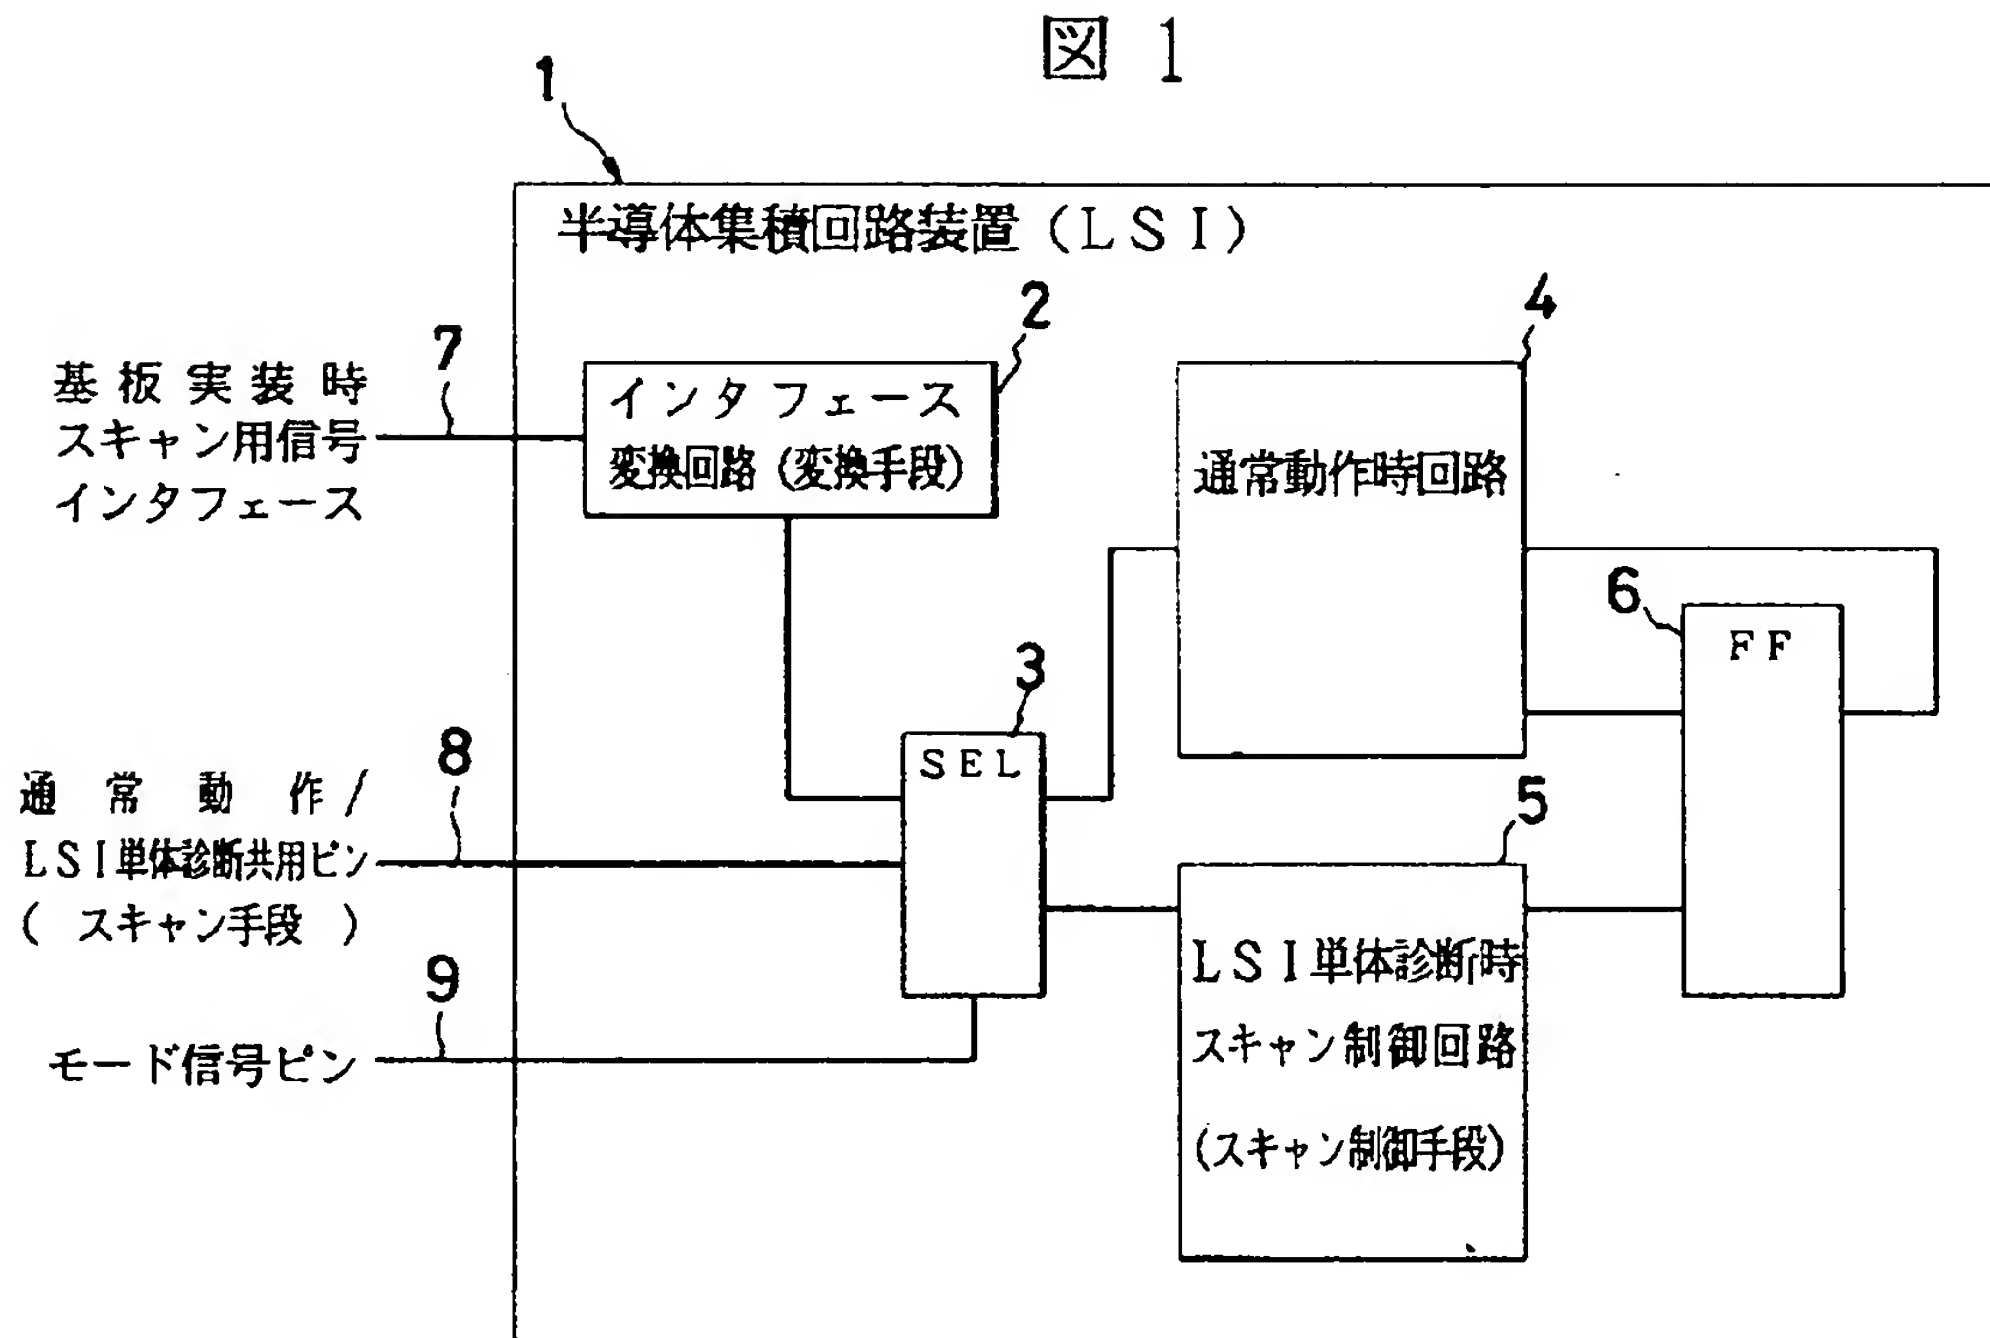 図 1
1
半導体集積回路装置(LSI)
2
インタフェース
変換回路(変換手段)
4
通常動作時回路
7
基板実装時
スキャン用信号
インタフェース
6
FF
3
SEL
8
通常動作/
LSI単体診断共用ピン
(スキャン手段)
5
LSI単体診断時
スキャン制御回路
(スキャン制御手段)
9
モード信号ピン